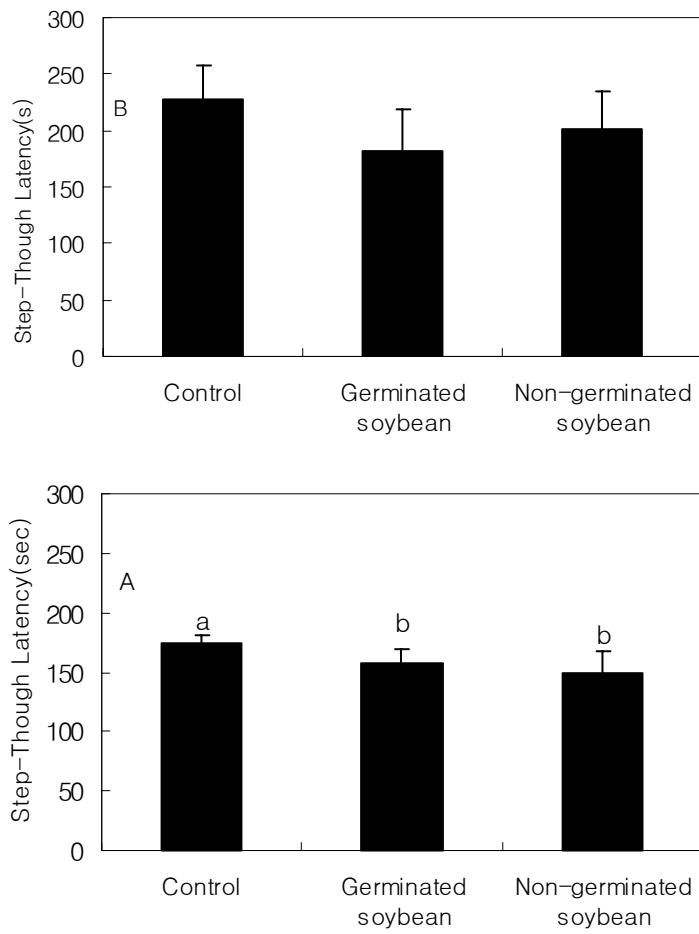 300
250
200
150
100
50
0
Step-Though Latency(s)
B
Control
Germinated
soybean
Non-germinated
soybean
300
250
200
150
100
50
0
Step-Though Latency(sec)
A
a
b
b
Control
Germinated
soybean
Non-germinated
soybean